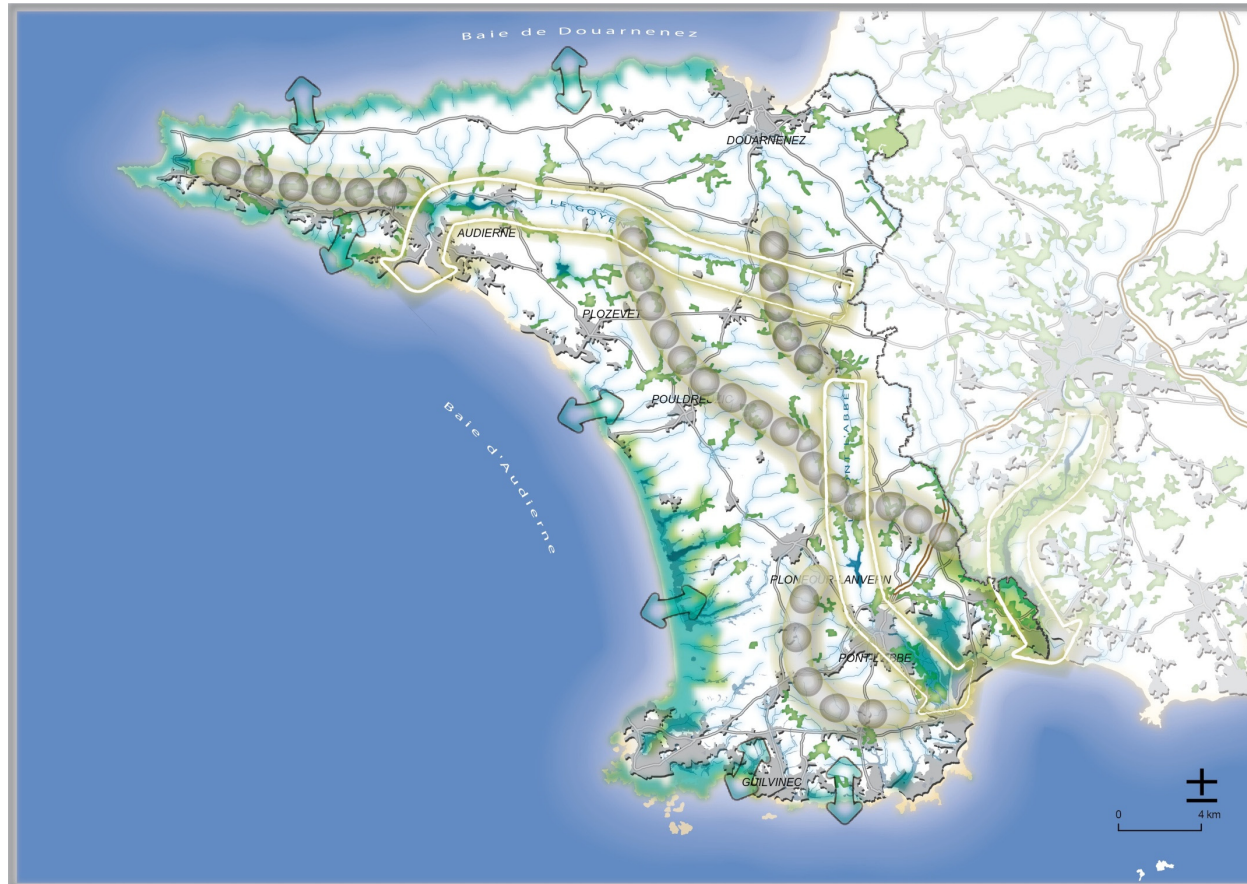 Baie de Douarnenez
DOUARNENEZ
LE GOYEN
AUDIERNE
PLOZEVET
POULDREUZIC
Baie d'Audierne
PLONEOUR-LANVERN
PONT-L'ABBE
GUILVINEC
0 4 km